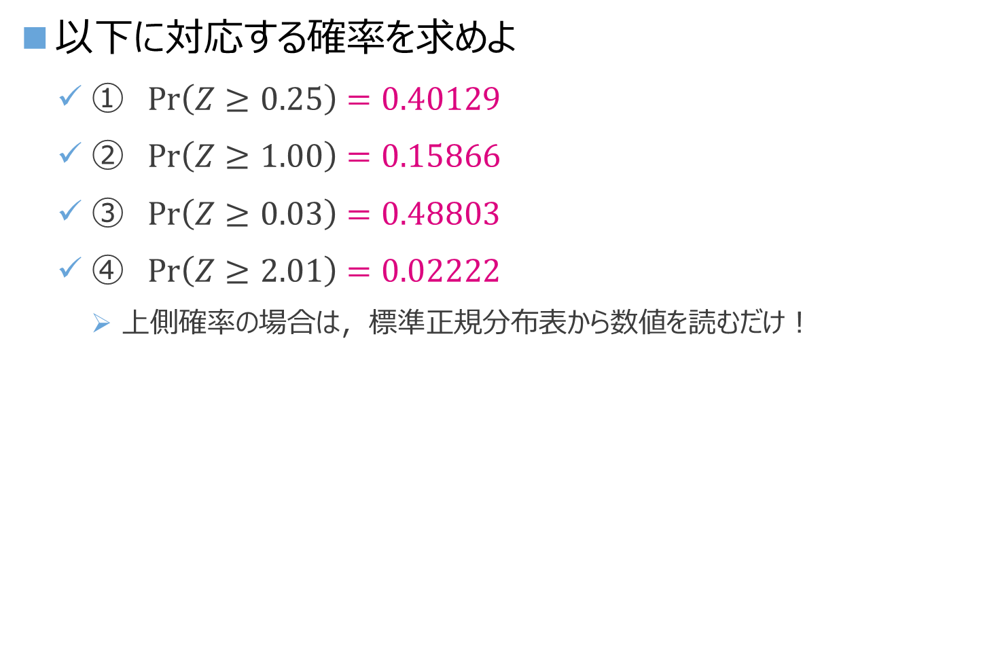 ■以下に対応する確率を求めよ
✓ ① Pr(Z ≥ 0.25) = 0.40129
✓ ② Pr(Z ≥ 1.00) = 0.15866
✓ ③ Pr(Z ≥ 0.03) = 0.48803
✓ ④ Pr(Z ≥ 2.01) = 0.02222
➢ 上側確率の場合は，標準正規分布表から数値を読むだけ！